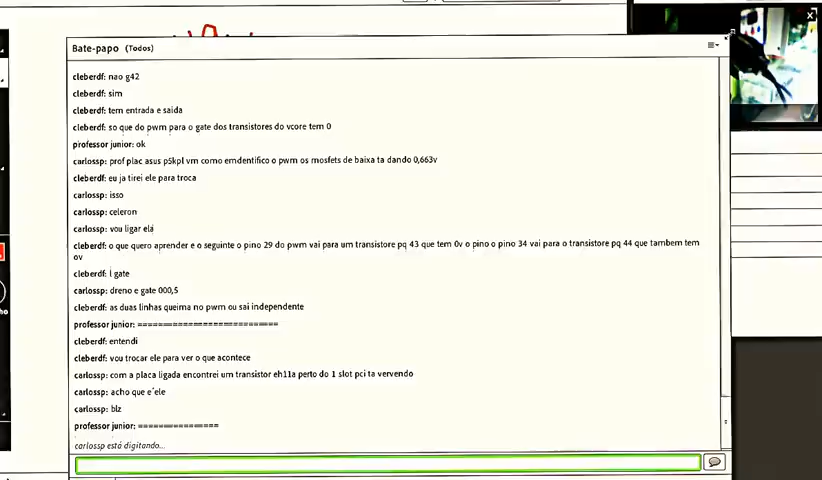 Bate-papo (Todos)
cleberdf: nao g42
cleberdf: sim
cleberdf: tem entrada e saida
cleberdf: so que do pwm para o gate dos transistores do vcore tem 0
professor junior: ok
carlossp: prof plac asus p5kpl vm como emdentifico o pwm os mosfets de baixa ta dando 0,663v
cleberdf: eu ja tirei ele para troca
carlossp: isso
carlossp: celeron
carlossp: vou ligar elá
cleberdf: o que quero aprender e o seguinte o pino 29 do pwm vai para um transistore pq 43 que tem 0v o pino o pino 34 vai para o transistore pq 44 que tambem tem
ov
cleberdf: l gate
carlossp: dreno e gate 000,5
cleberdf: as duas linhas queima no pwm ou sai independente
professor junior: ===========================
cleberdf: entendi
cleberdf: vou trocar ele para ver o que acontece
carlossp: com a placa ligada encontrei um transistor eh11a perto do 1 slot pci ta vervendo
carlossp: acho que e'ele
carlossp: blz
professor junior: ===============
carlossp está digitando...